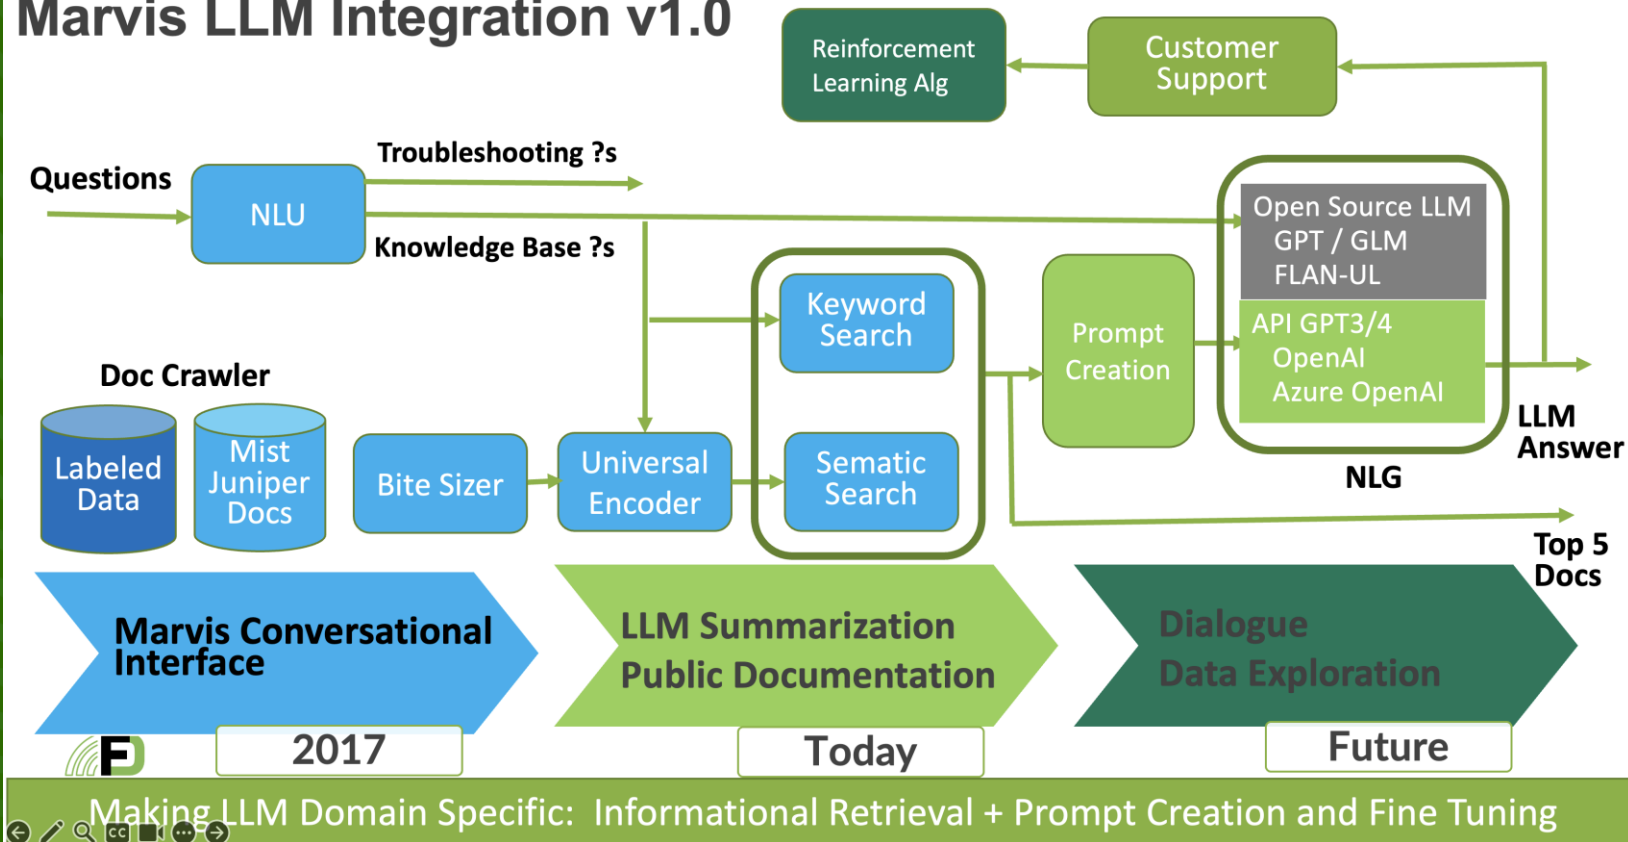 Marvis LLM Integration v1.0
Reinforcement
Learning Alg
Customer
Support
Questions
NLU
Troubleshooting ?s
Knowledge Base ?s
Open Source LLM
GPT / GLM
FLAN-UL
API GPT3/4
OpenAI
Azure OpenAI
NLG
LLM
Answer
Keyword
Search
Prompt
Creation
Doc Crawler
Labeled
Data
Mist
Juniper
Docs
Bite Sizer
Universal
Encoder
Sematic
Search
Top 5
Docs
Marvis Conversational
Interface
LLM Summarization
Public Documentation
Dialogue
Data Exploration
FD
2017
Today
Future
Making LLM Domain Specific: Informational Retrieval + Prompt Creation and Fine Tuning
CC